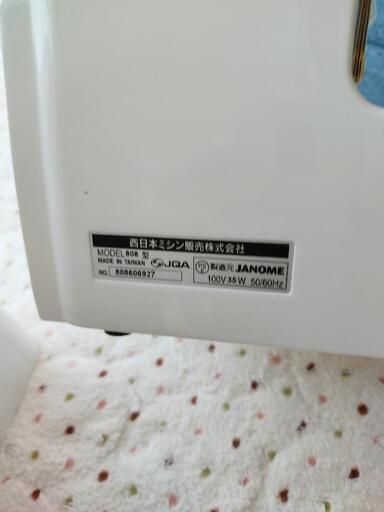 西日本ミシン販売株式会社
MODEL 808 型
MADE IN TAIWAN JQA
NO. 808606927
製造元 JANOME
100V 35W 50/60Hz